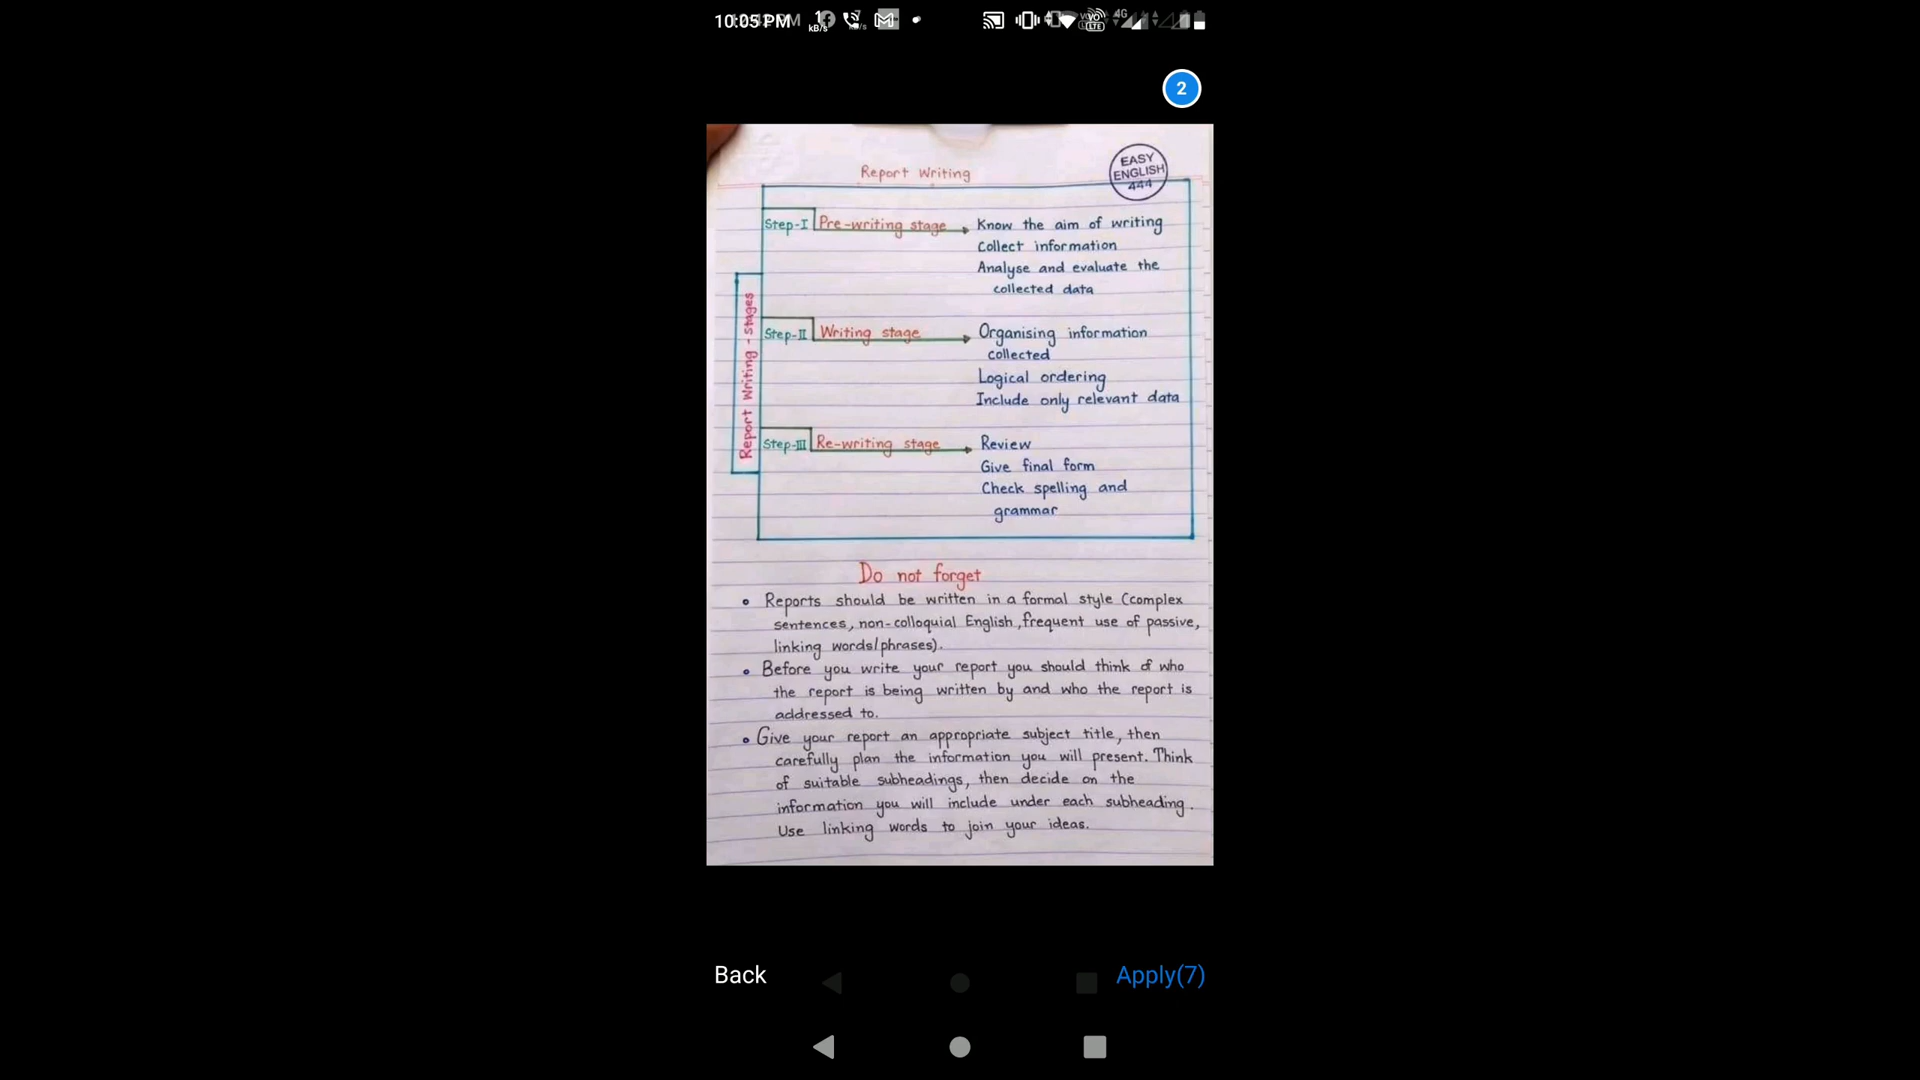 10:05 PM
2
EASY
ENGLISH
444
Report Writing
Report Writing - stages
Step-I Pre-writing stage Know the aim of writing
Collect information
Analyse and evaluate the
collected data
Step-II Writing stage Organising information
collected
Logical ordering
Include only relevant data
Step-III Re-writing stage Review
Give final form
Check spelling and
grammar
Do not forget
Reports should be written in a formal style (complex
sentences, non-colloquial English, frequent use of passive,
linking words/phrases).
Before you write your report you should think of who
the report is being written by and who the report is
addressed to.
Give your report an appropriate subject title, then
carefully plan the information you will present. Think
of suitable subheadings, then decide on the
information you will include under each subheading.
Use linking words to join your ideas.
Back Apply(7)